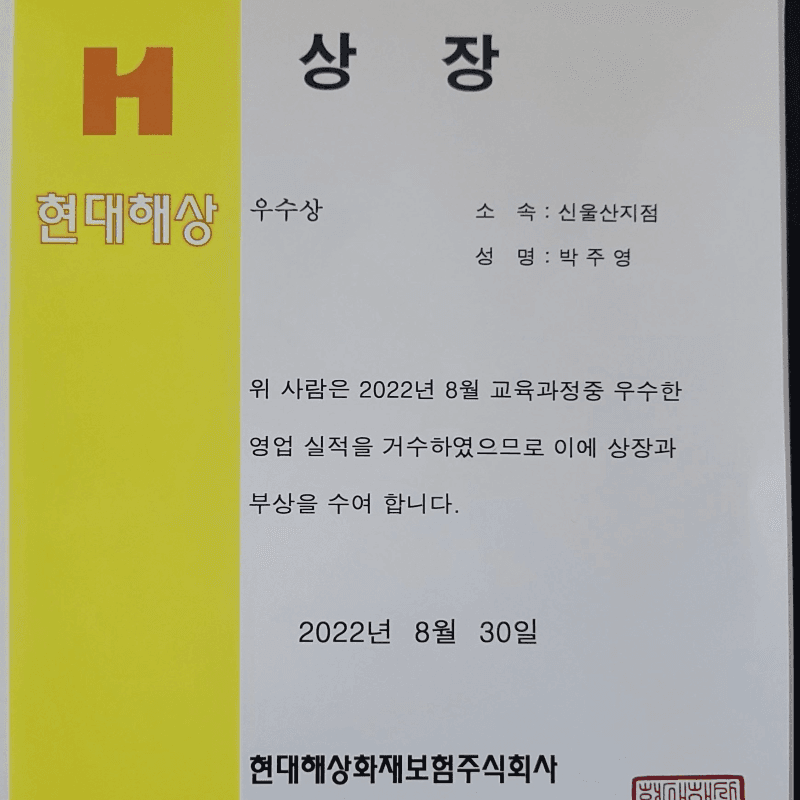 상 장
현대해상
우수상
소 속 : 신울산지점
성 명 : 박 주 영
위 사람은 2022년 8월 교육과정중 우수한
영업 실적을 거수하였으므로 이에 상장과
부상을 수여 합니다.
2022년 8월 30일
현대해상화재보험주식회사